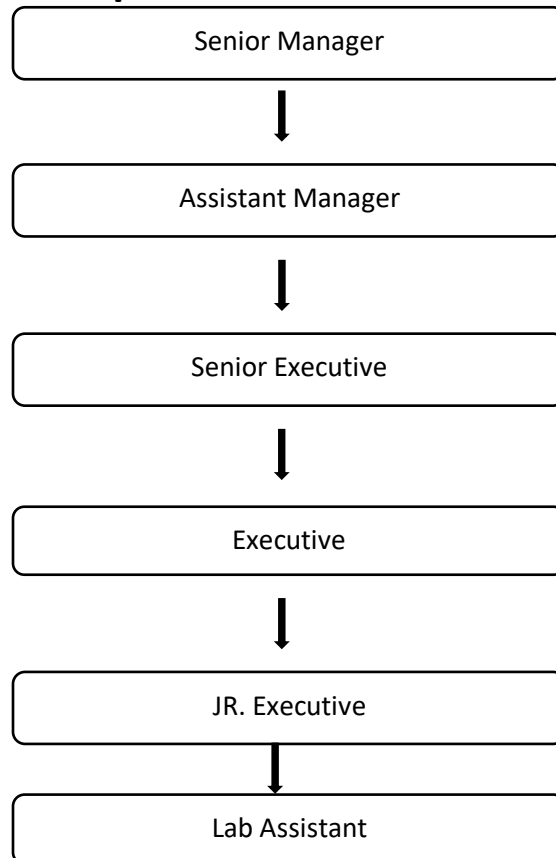 Senior Manager
Assistant Manager
Senior Executive
Executive
JR. Executive
Lab Assistant